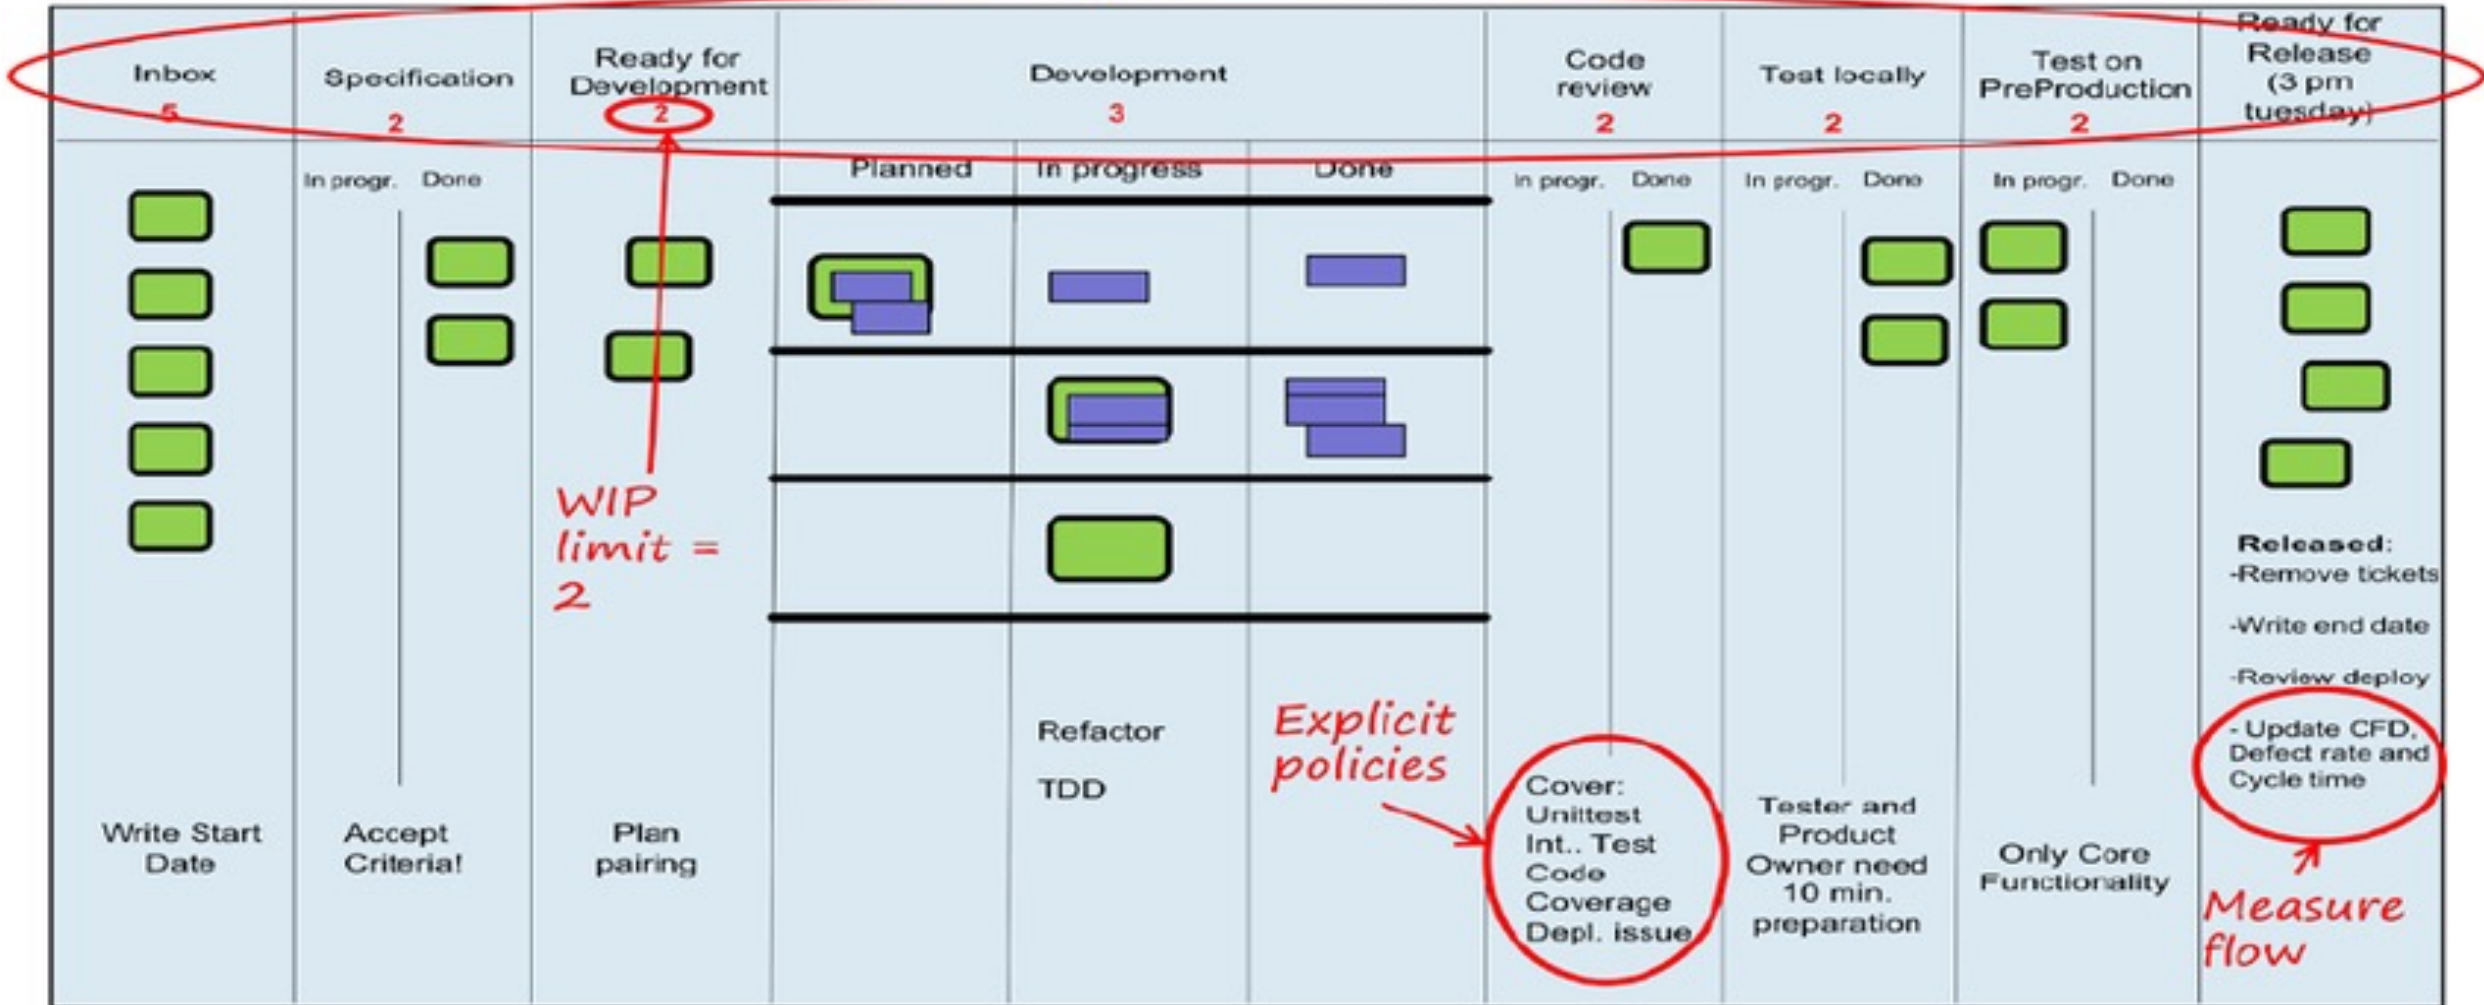 Inbox
5
Specification
2
Ready for
Development
2
Development
3
Code
review
2
Test locally
2
Test on
PreProduction
2
Ready for
Release
(3 pm
tuesday)
In progr. Done
Planned
In progress
Done
In progr. Done
In progr. Done
In progr. Done
WIP
limit =
2
Write Start
Date
Accept
Criteria!
Plan
pairing
Refactor
TDD
Explicit
policies
Cover:
Unittest
Int.. Test
Code
Coverage
Depl. issue
Tester and
Product
Owner need
10 min.
preparation
Only Core
Functionality
Released:
-Remove tickets
-Write end date
-Review deploy
- Update CFD,
Defect rate and
Cycle time
Measure
flow